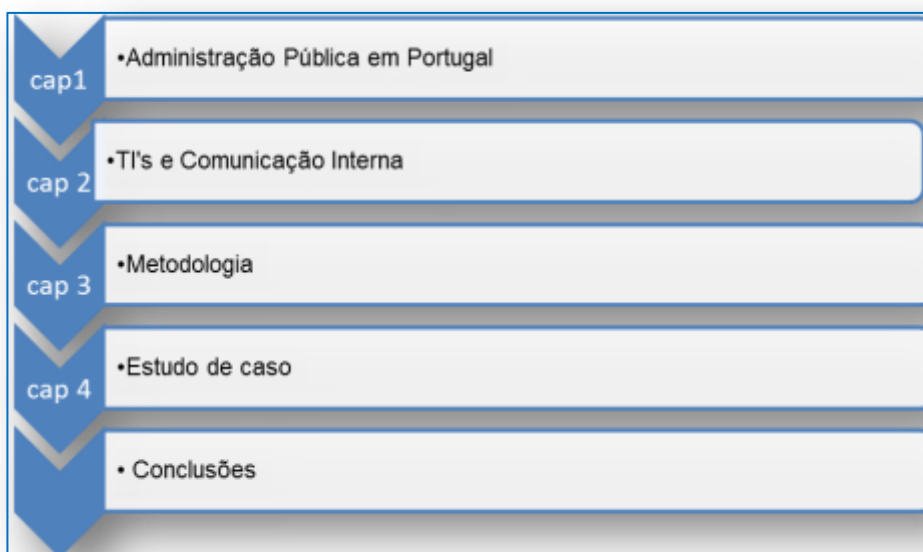 cap1
•Administração Pública em Portugal
cap 2
•TI's e Comunicação Interna
cap 3
•Metodologia
cap 4
•Estudo de caso
• Conclusões